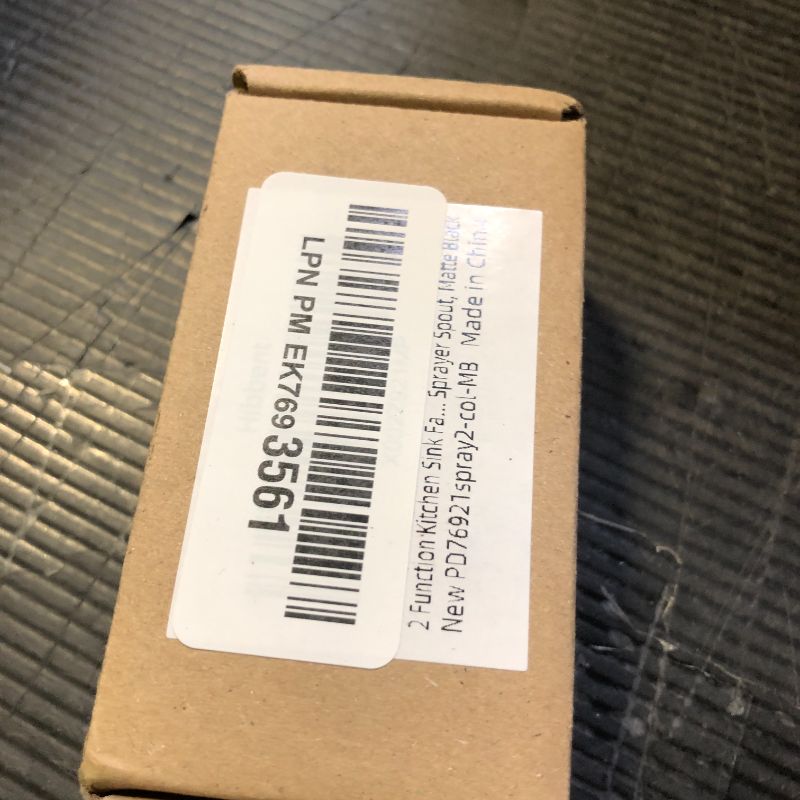 LPN PM EK769 3561
2 Function Kitchen Sink Fa... Sprayer Spout, Matte Black
New PD76921spray2-col-MB Made in China